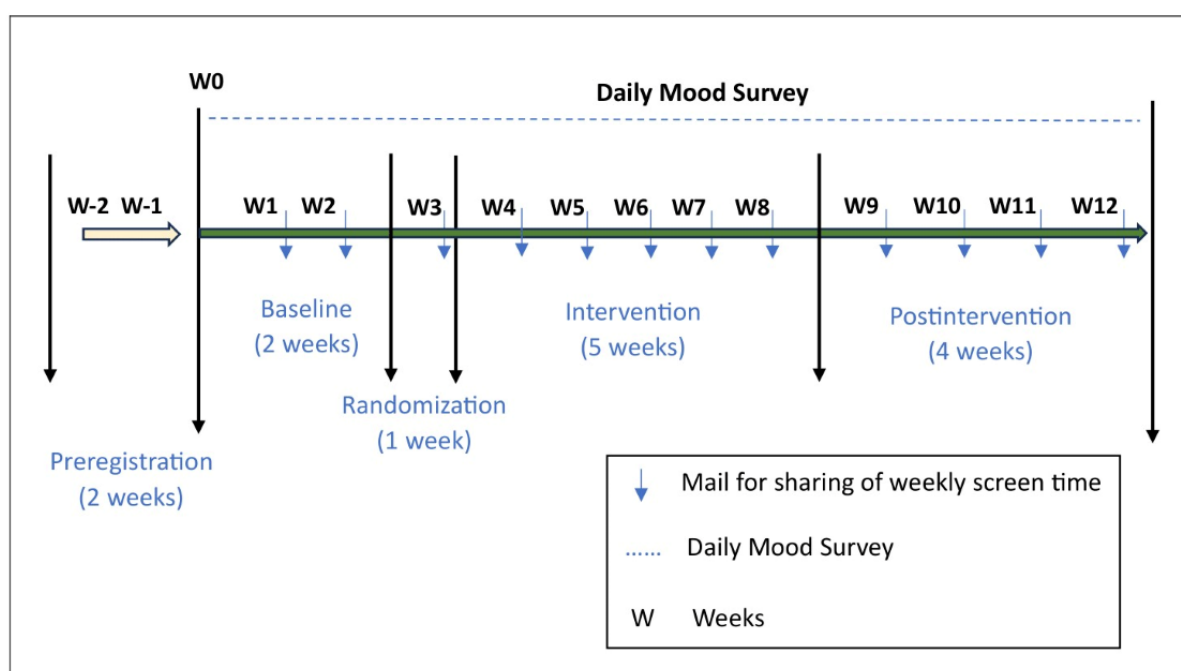 W0
Daily Mood Survey
W-2 W-1
W1 W2 W3 W4 W5 W6 W7 W8 W9 W10 W11 W12
Baseline
(2 weeks)
Intervention
(5 weeks)
Postintervention
(4 weeks)
Randomization
(1 week)
Preregistration
(2 weeks)
Mail for sharing of weekly screen time
...... Daily Mood Survey
W Weeks